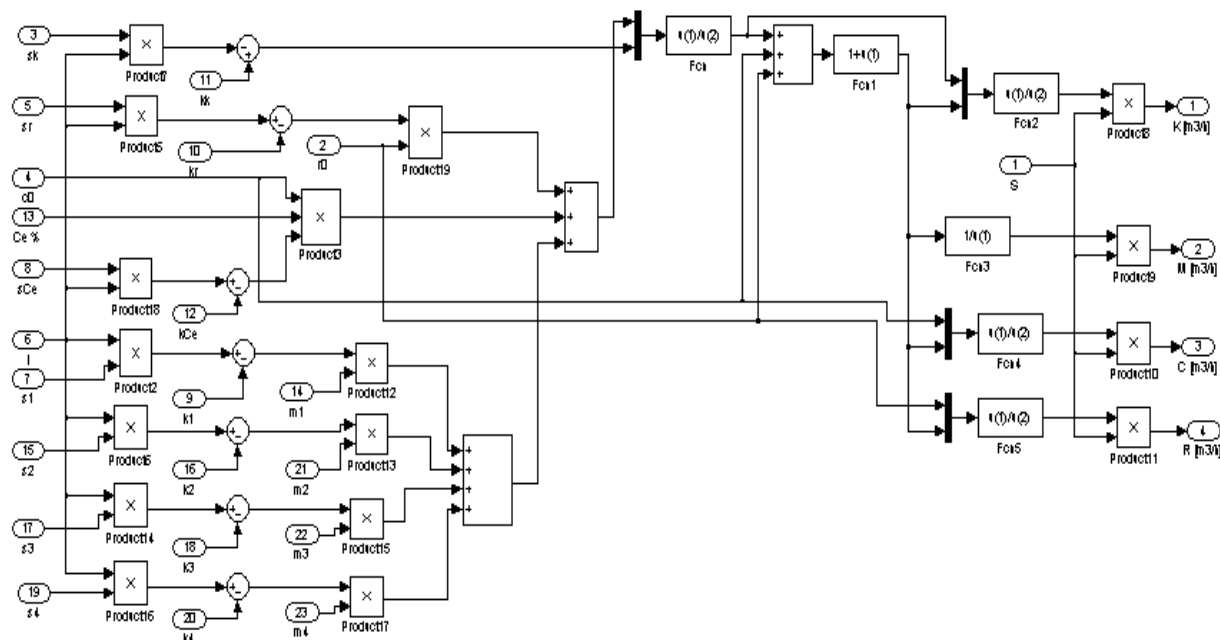 3
sk
×
Product7
11
kk
u(1)/u(2)
Fcn
1+u(1)
Fcn1
u(1)/u(2)
Fcn2
×
Product8
1
K [m3/i]
5
sr
×
Product5
10
kr
2
r0
×
Product19
1
S
4
c0
13
Ce %
×
Product3
1/u(1)
Fcn3
×
Product9
2
M [m3/i]
8
sCe
×
Product18
12
kCe
6
I
7
s1
×
Product2
9
k1
14
m1
×
Product12
u(1)/u(2)
Fcn4
×
Product10
3
C [m3/i]
15
s2
×
Product6
16
k2
21
m2
×
Product13
u(1)/u(2)
Fcn5
×
Product11
4
R [m3/i]
17
s3
×
Product14
18
k3
22
m3
×
Product15
19
s4
×
Product16
20
k4
23
m4
×
Product17